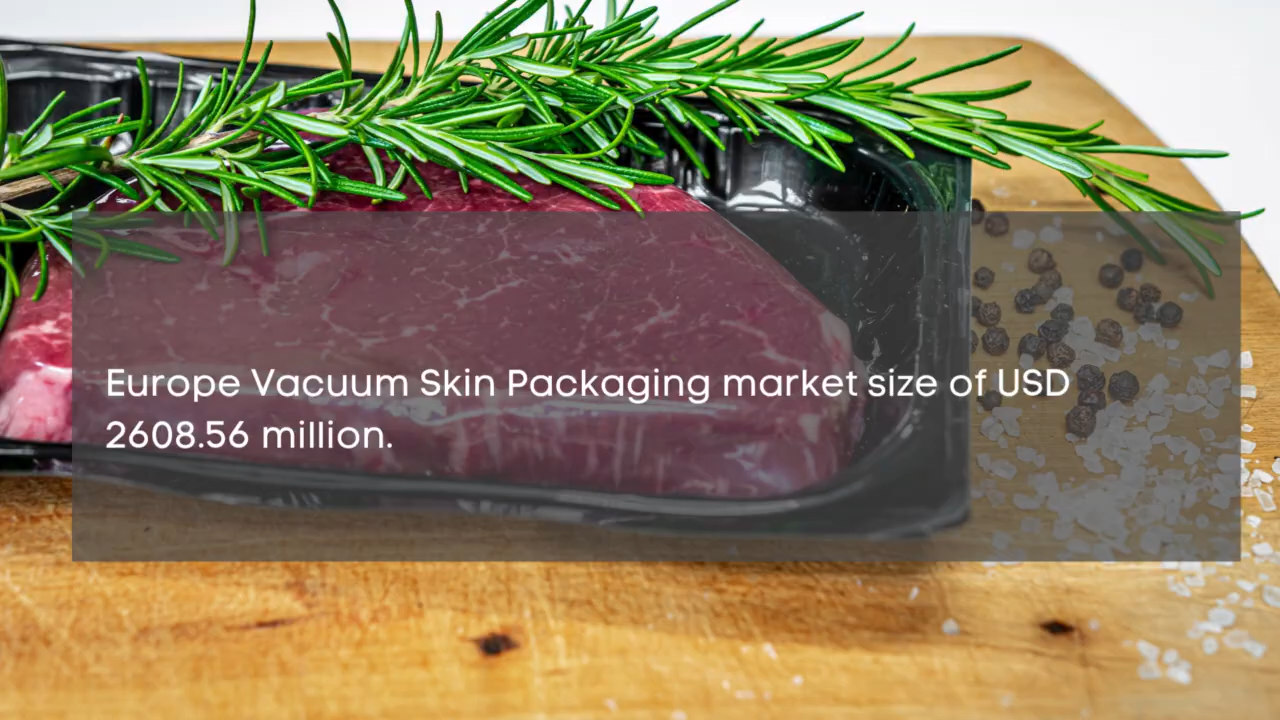 Europe Vacuum Skin Packaging market size of USD
2608.56 million.